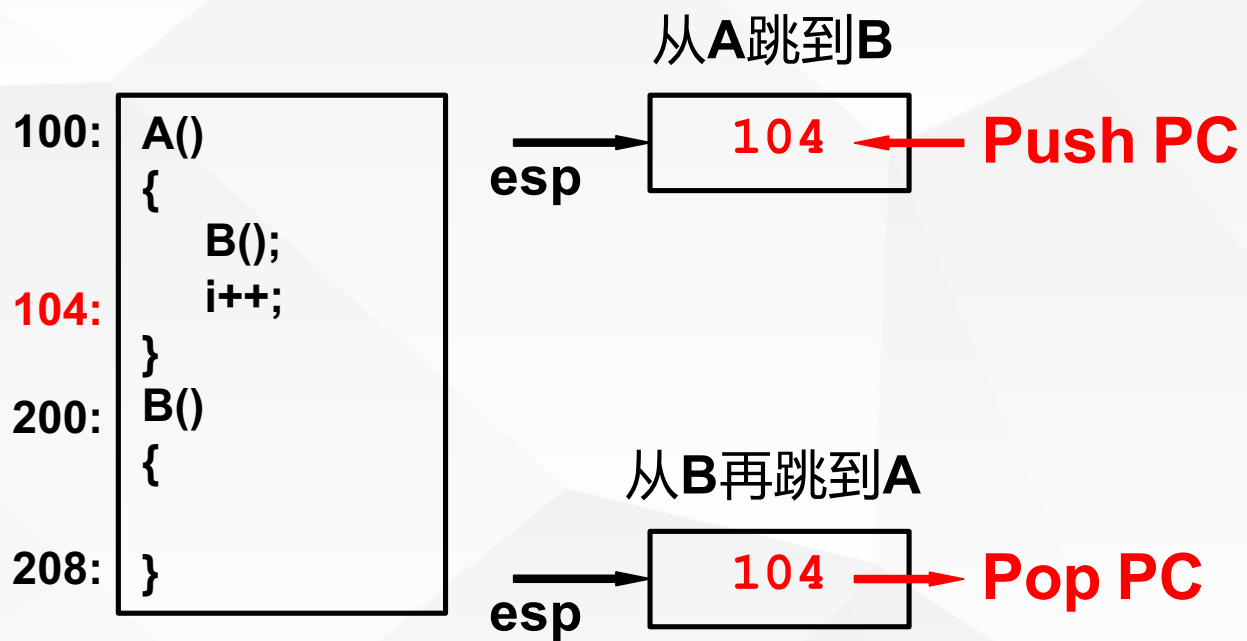 从A跳到B
100: A()
{
B();
104: i++;
}
200: B()
{
208: }
esp
104
Push PC
从B再跳到A
esp
104
Pop PC